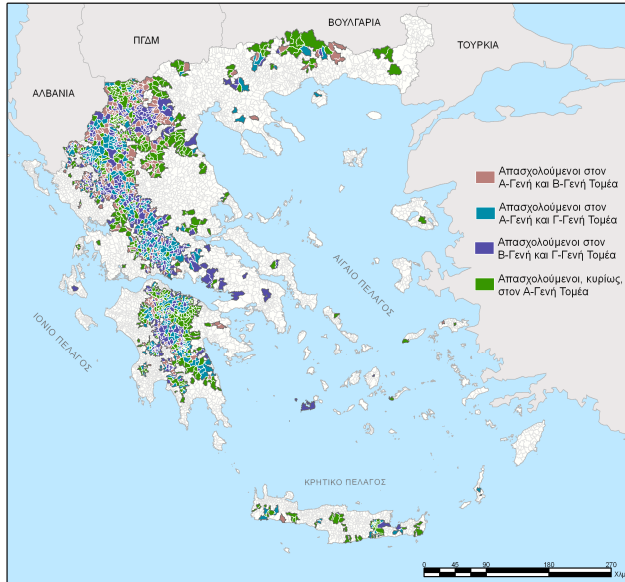 ΒΟΥΛΓΑΡΙΑ
ΠΓΔΜ
ΤΟΥΡΚΙΑ
ΑΛΒΑΝΙΑ
Απασχολούμενοι στον
Α-Γενή και Β-Γενή Τομέα
Απασχολούμενοι στον
Α-Γενή και Γ-Γενή Τομέα
Απασχολούμενοι στον
Β-Γενή και Γ-Γενή Τομέα
Απασχολούμενοι, κυρίως,
στον Α-Γενή Τομέα
ΑΙΓΑΙΟ ΠΕΛΑΓΟΣ
ΙΟΝΙΟ ΠΕΛΑΓΟΣ
ΚΡΗΤΙΚΟ ΠΕΛΑΓΟΣ
0 45 90 180 270